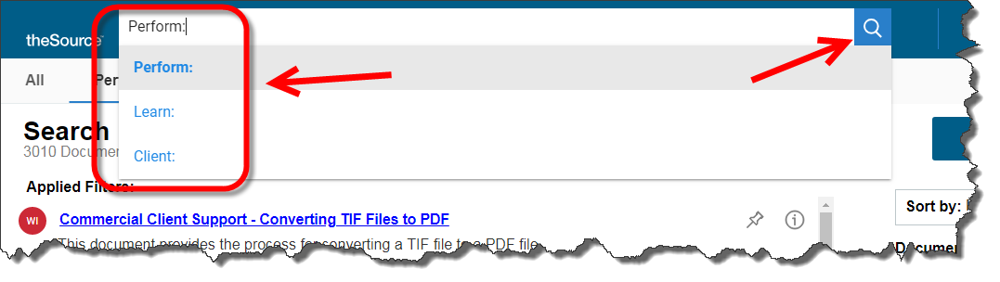 Perform:
theSource
Perform:
All Per
Learn:
Search
3010 Documen
Client:
Applied Filters:
Sort by:
WI Commercial Client Support - Converting TIF Files to PDF
This document provides the process for converting a TIF file to a PDF file.
Documen